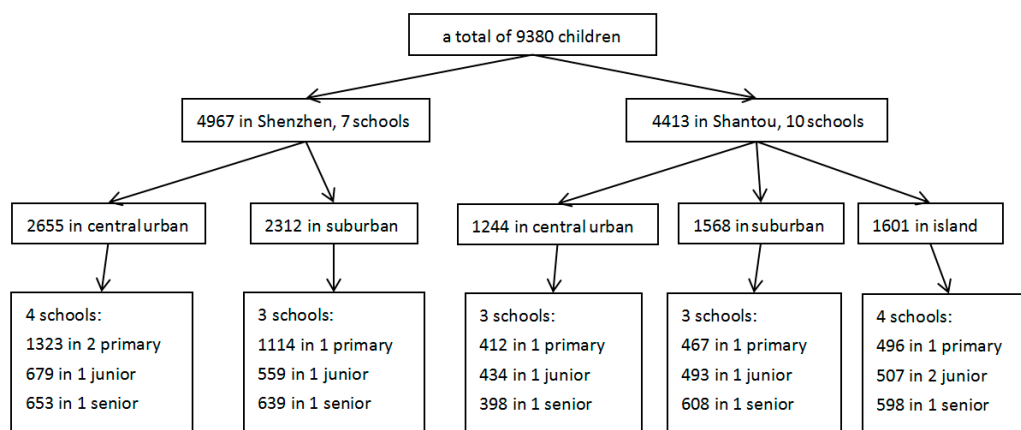 a total of 9380 children
4967 in Shenzhen, 7 schools
4413 in Shantou, 10 schools
2655 in central urban
2312 in suburban
1244 in central urban
1568 in suburban
1601 in island
4 schools:
1323 in 2 primary
679 in 1 junior
653 in 1 senior
3 schools:
1114 in 1 primary
559 in 1 junior
639 in 1 senior
3 schools:
412 in 1 primary
434 in 1 junior
398 in 1 senior
3 schools:
467 in 1 primary
493 in 1 junior
608 in 1 senior
4 schools:
496 in 1 primary
507 in 2 junior
598 in 1 senior